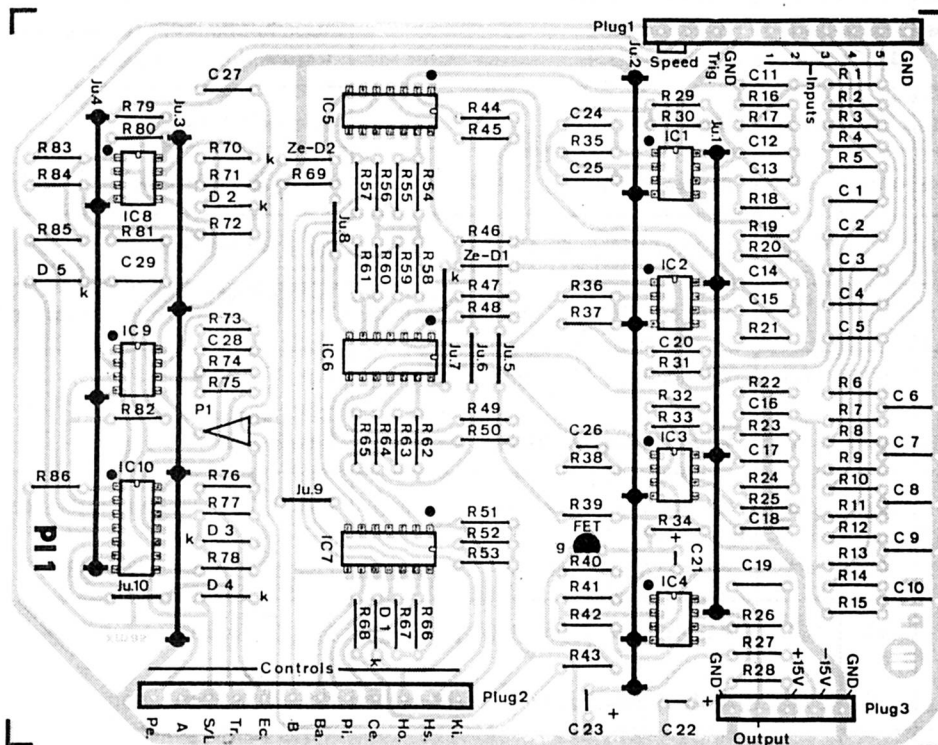 Plug1
GND
Speed
Trig.
GND
1
2
3
4
5
Inputs
Ju.4
Ju.3
Ju.2
Ju.1
C 27
R 79
R 80
R 83
R 84
R 85
D 5
k
IC8
R 81
C 29
R 70
k
R 71
D 2
k
R 72
Ze-D2
R 69
Ju.8
IC5
R 57
R 56
R 55
R 54
R 61
R 60
R 59
R 58
R 44
R 45
R 46
Ze-D1
k
R 47
R 48
C 24
R 35
C 25
R 29
R 30
IC1
C 11
R 16
R 17
C 12
C 13
R 18
R 19
R 20
C 14
C 15
R 21
R 1
R 2
R 3
R 4
R 5
C 1
C 2
C 3
C 4
C 5
IC2
R 36
R 37
C 20
R 31
IC9
R 82
R 73
C 28
R 74
R 75
P1
IC6
Ju.7
Ju.6
Ju.5
R 65
R 64
R 63
R 62
R 49
R 50
R 32
R 33
IC3
C 26
R 38
R 22
C 16
R 23
C 17
R 24
R 25
C 18
R 6
R 7
R 8
R 9
R 10
R 11
R 12
R 13
R 14
R 15
C 6
C 7
C 8
C 9
C 10
R 86
PI 1
IC10
Ju.10
R 76
R 77
D 3
k
R 78
D 4
k
Ju.9
IC7
R 51
R 52
R 53
R 68
D 1
R 67
R 66
k
R 39
FET
g
R 40
R 41
R 42
R 43
R 34
+
C 21
IC4
C 19
R 26
R 27
R 28
Controls
Plug2
Pe.
A
S/L
Tr.
Ec.
B
Ba.
Pi.
Ce.
Ho.
Hs.
Ki.
C 23
+
C 22
+
GND
+15V
-15V
GND
Plug3
Output